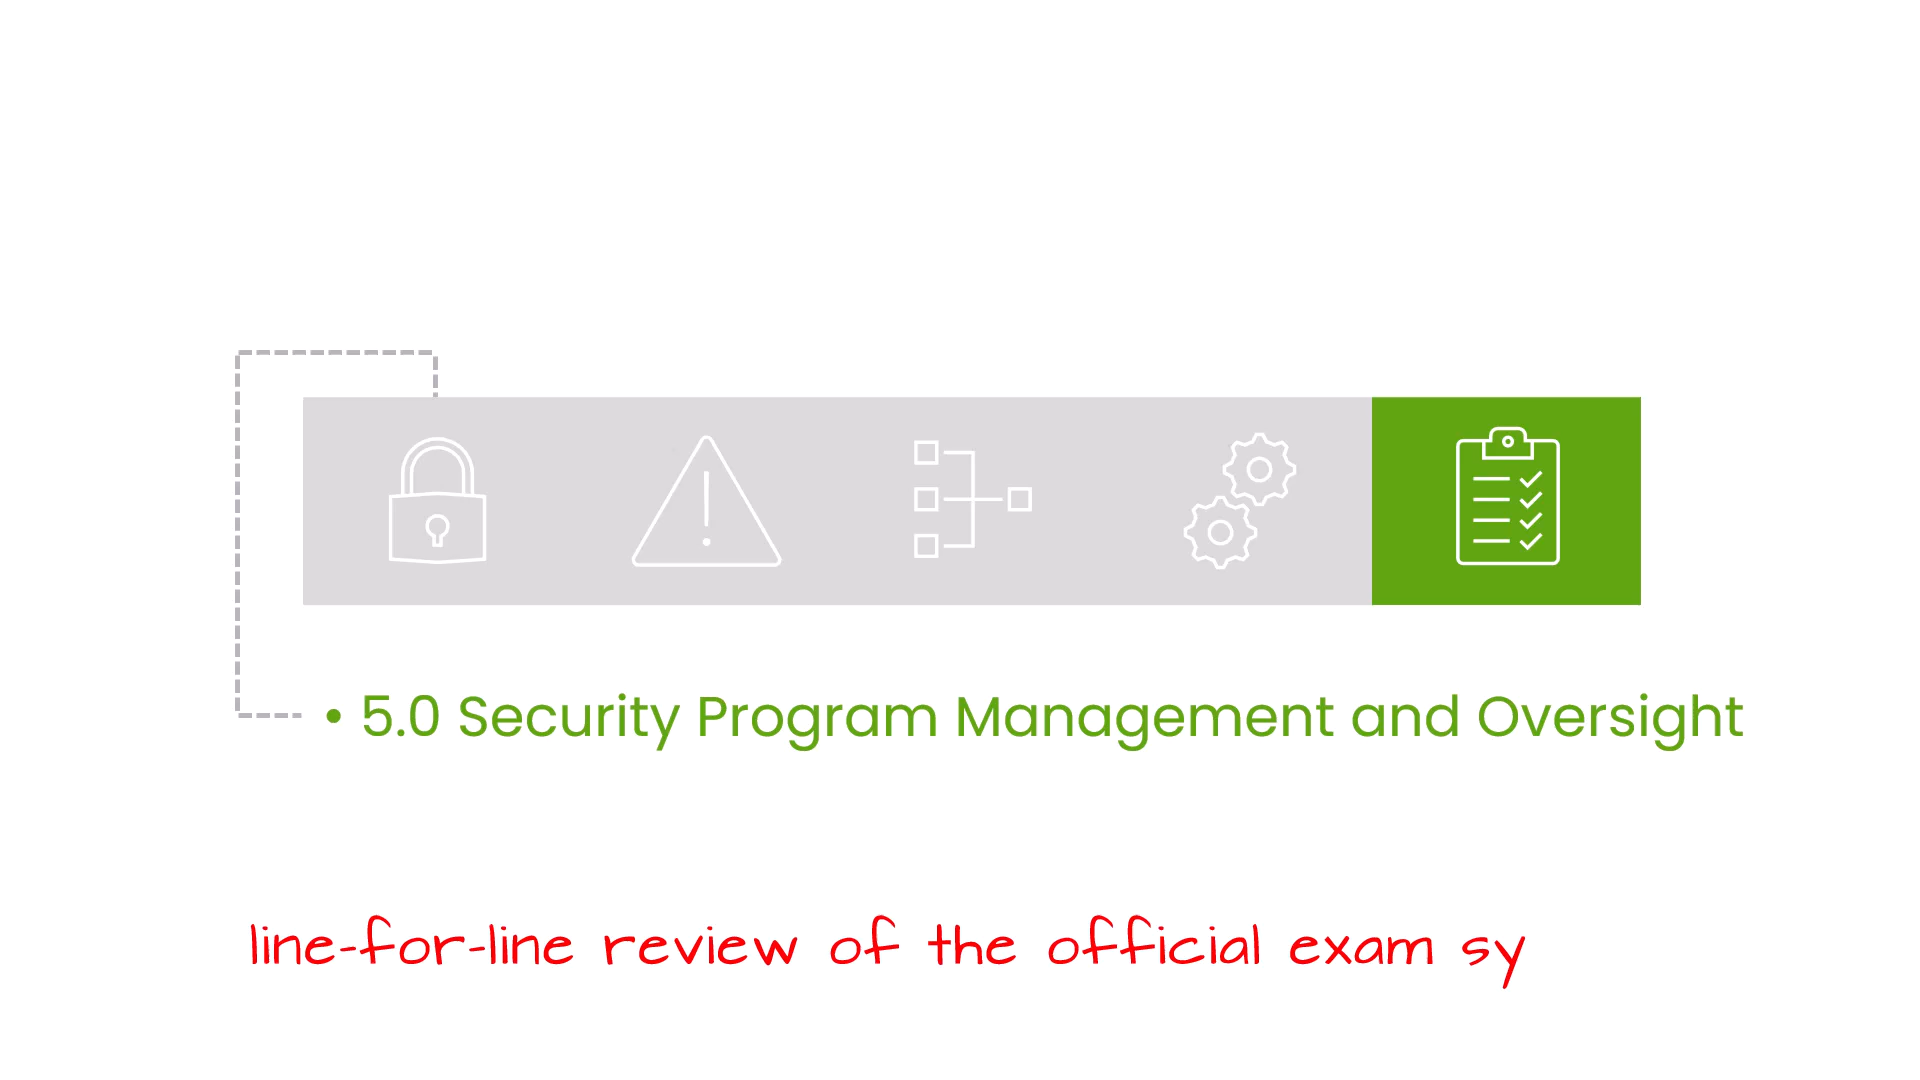 • 5.0 Security Program Management and Oversight
line-for-line review of the official exam sy